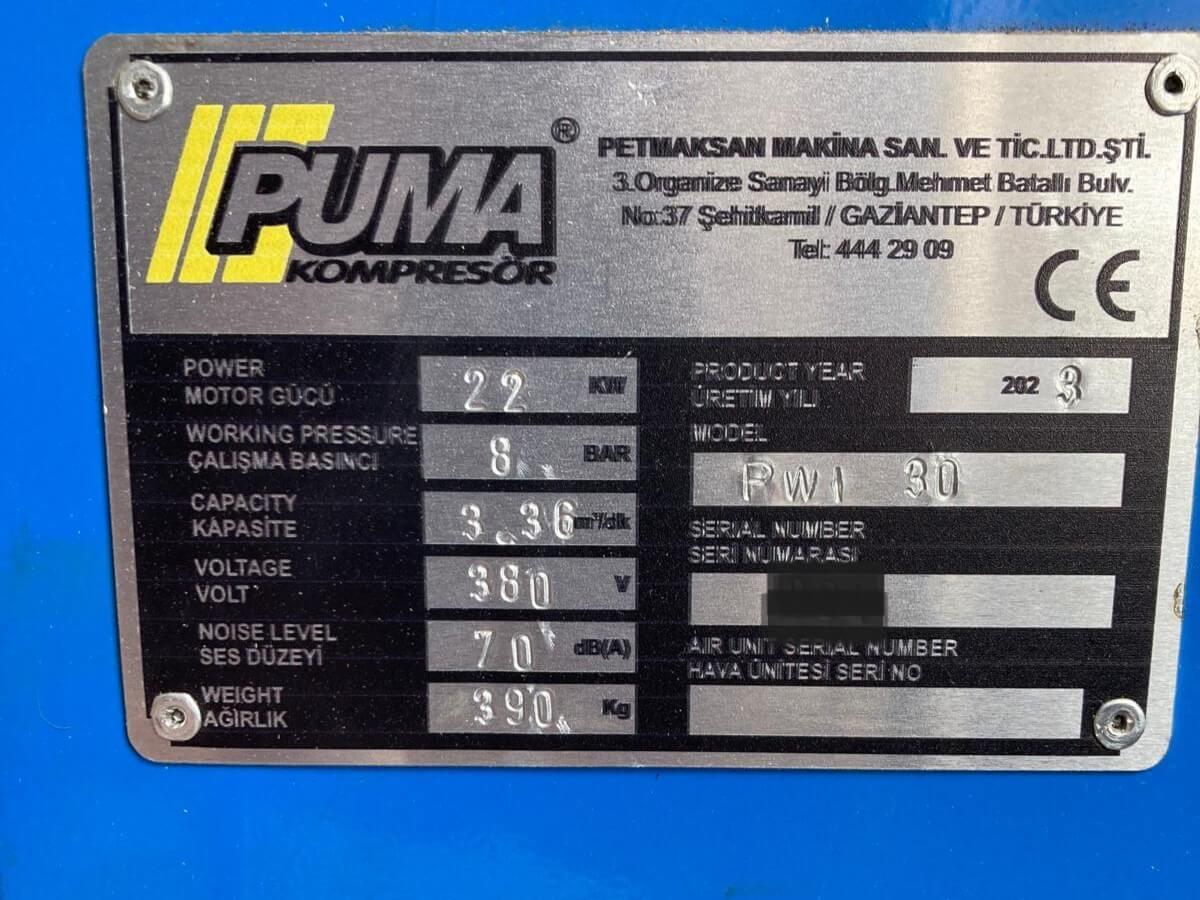 PUMA ®
KOMPRESÖR
PETMAKSAN MAKİNA SAN. VE TİC.LTD.ŞTİ.
3.Organize Sanayi Bölg.Mehmet Batallı Bulv.
No:37 Şehitkamil / GAZİANTEP / TÜRKİYE
Tel: 444 29 09
CE
POWER
MOTOR GÜCÜ
22 KW
WORKING PRESSURE
ÇALIŞMA BASINCI
8 BAR
CAPACITY
KAPASİTE
3.36 m³/dk
VOLTAGE
VOLT
380 V
NOISE LEVEL
SES DÜZEYİ
70 dB(A)
WEIGHT
AĞIRLIK
390 Kg
PRODUCT YEAR
ÜRETİM YILI
2023
MODEL
PWI 30
SERIAL NUMBER
SERİ NUMARASI
AIR UNIT SERIAL NUMBER
HAVA ÜNİTESİ SERİ NO